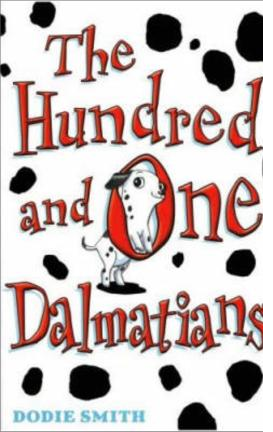 The
Hundred
and One
Dalmatians
DODIE SMITH